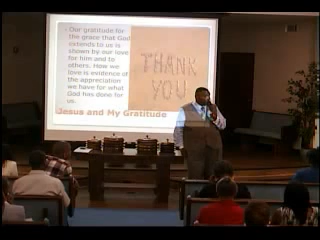 Our gratitude for
the grace that God
extends to us is
shown by our love
for him and to
others. How we
love is evidence of
the appreciation
we have for what
God has done for
us.
THANK
YOU
Jesus and My Gratitude